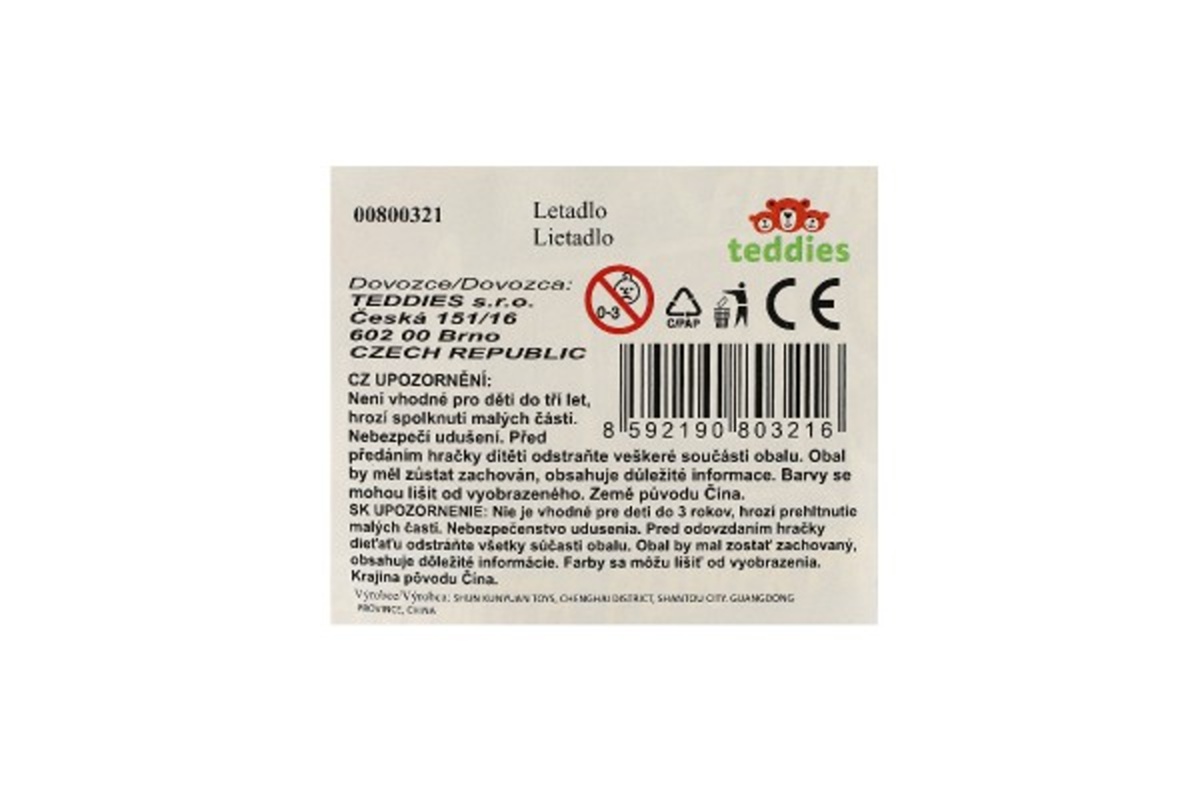 00800321
Letadlo
Lietadlo
teddies
Dovozce/Dovozca:
TEDDIES s.r.o.
Česká 151/16
602 00 Brno
CZECH REPUBLIC
0-3
C/PAP
CE
CZ UPOZORNĚNÍ:
Není vhodné pro děti do tří let,
hrozí spolknutí malých částí.
Nebezpečí udušení. Před
8 592190 803216
předáním hračky dítěti odstraňte veškeré součásti obalu. Obal
by měl zůstat zachován, obsahuje důležité informace. Barvy se
mohou lišit od vyobrazeného. Země původu Čína.
SK UPOZORNENIE: Nie je vhodné pre deti do 3 rokov, hrozí prehltnutie
malých častí. Nebezpečenstvo udusenia. Pred odovzdaním hračky
dieťaťu odstráňte všetky súčasti obalu. Obal by mal zostať zachovaný,
obsahuje dôležité informácie. Farby sa môžu líšiť od vyobrazenia.
Krajina pôvodu Čína.
Výrobce/Výrobca: SHUN KUNYUAN TOYS, CHENGHAI DISTRICT, SHANTOU CITY. GUANGDONG
PROVINCE, CHINA